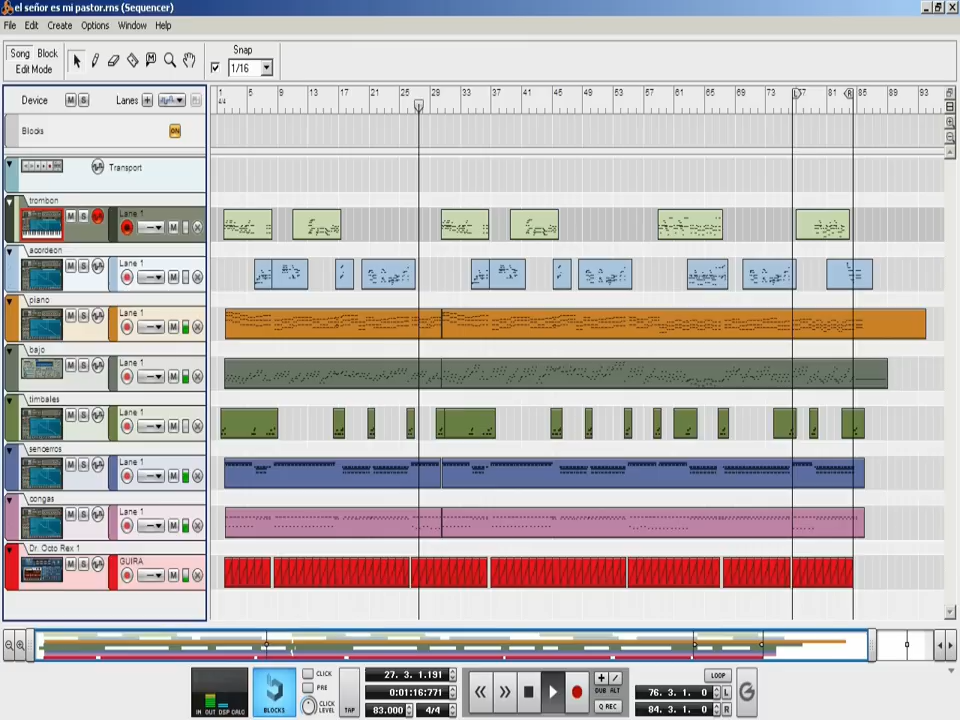 el señor es mi pastor.rns (Sequencer)
File Edit Create Options Window Help
Song Block
Edit Mode
Snap
1/16
Device M S Lanes
1 5 9 13 17 21 25 29 33 37 41 45 49 53 57 61 65 69 73 77 81 85 89 93
4/4
L R
Blocks ON
Transport
trombon
M S Lane 1 M
acordeon
M S Lane 1 M
piano
M S Lane 1 M
bajo
M S Lane 1 M
timbales
M S Lane 1 M
sencerros
M S Lane 1 M
congas
M S Lane 1 M
Dr. Octo Rex 1
M S GUIRA M
CLICK
PRE
CLICK
LEVEL
IN OUT DSP CALC
BLOCKS
TAP
27. 3. 1.191
0:01:16:771
83.000 4/4
DUB ALT
Q REC
LOOP
76. 3. 1. 0 L
84. 3. 1. 0 R